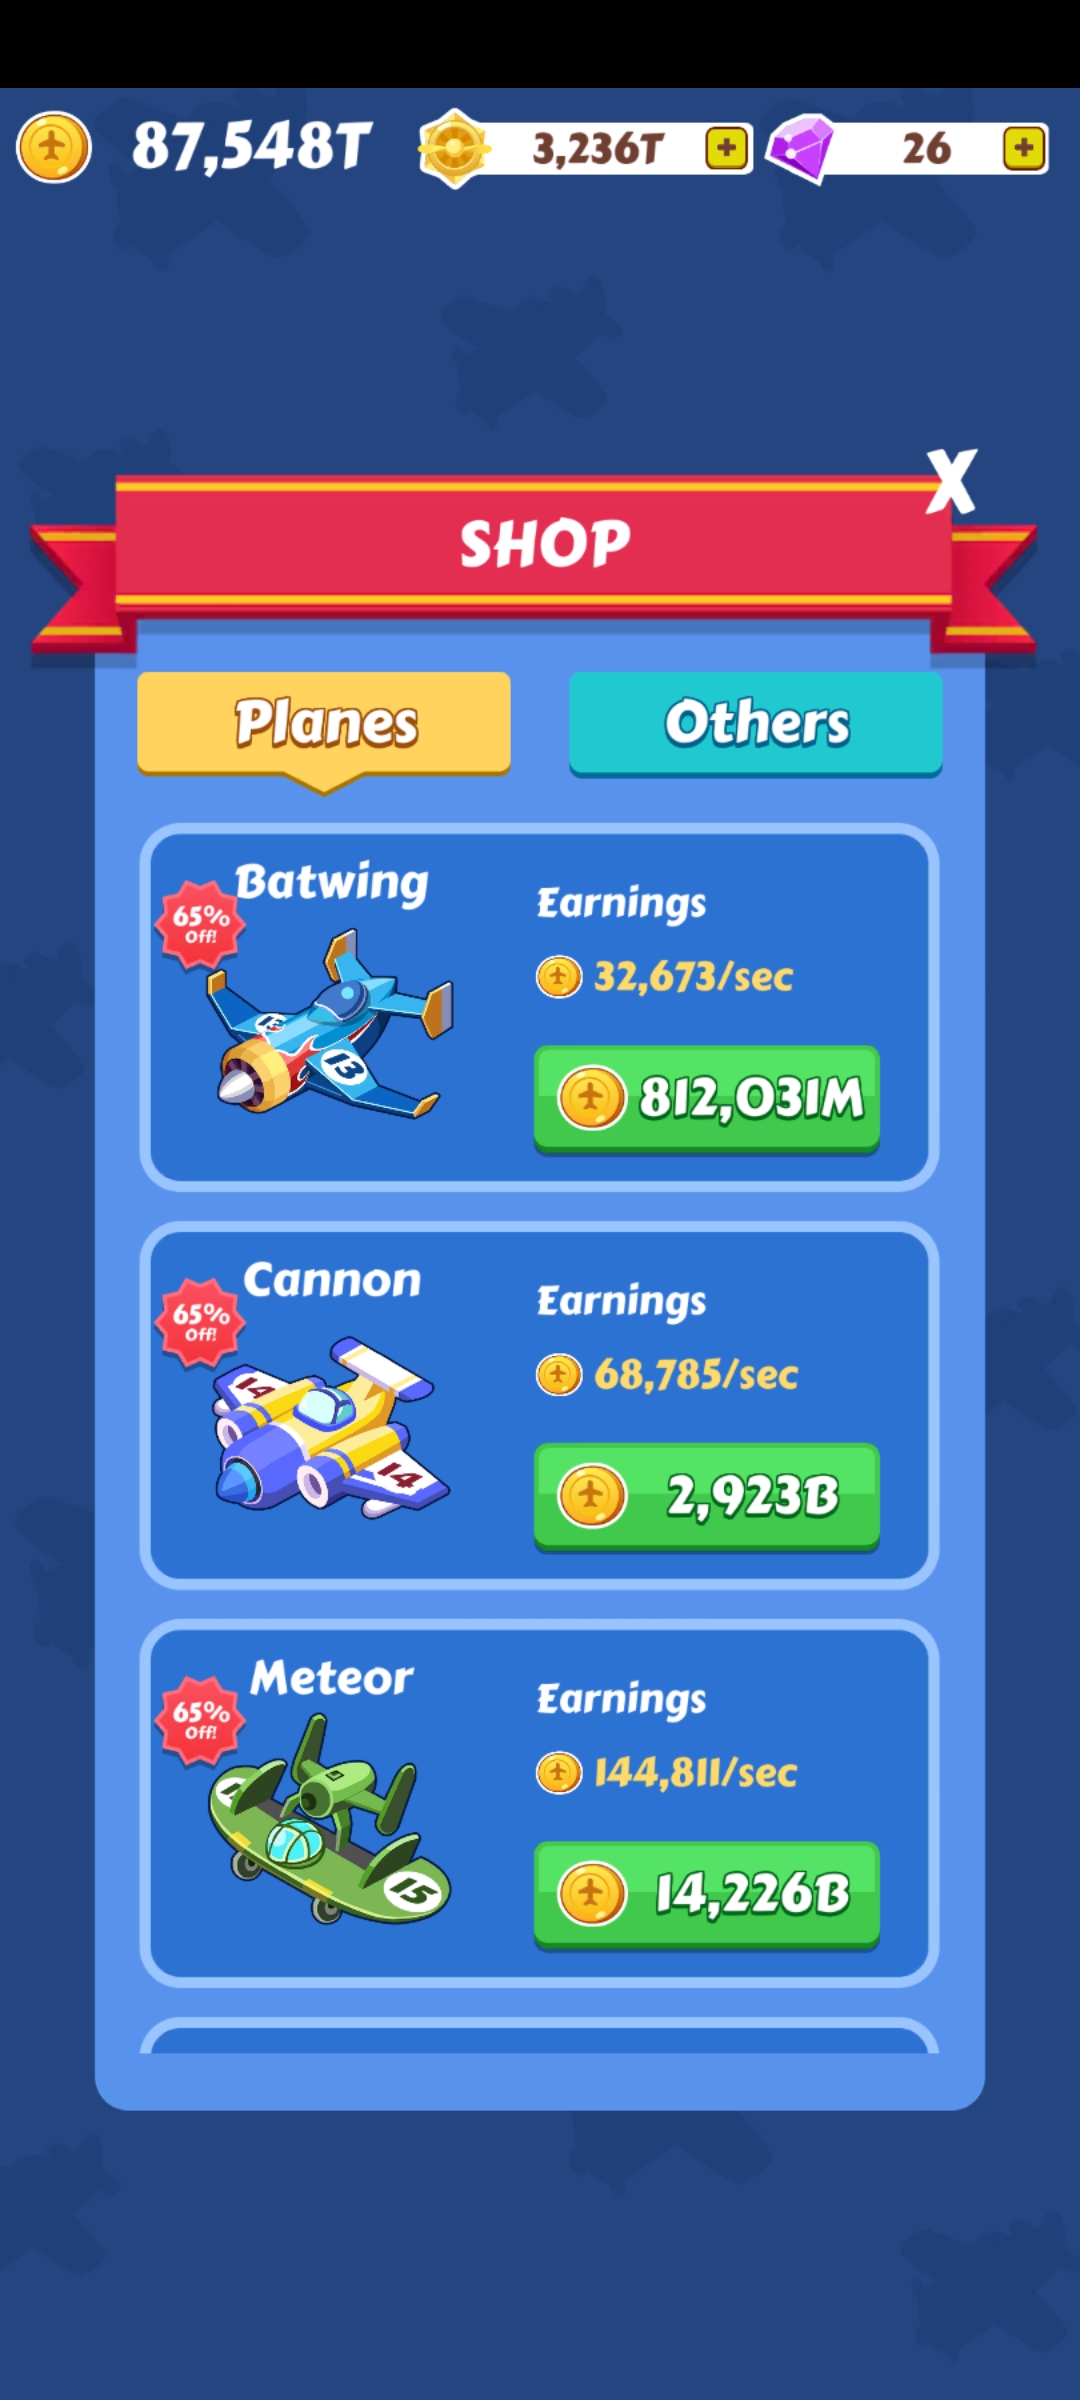 87,548T 3,236T + 26 +
X
SHOP
Planes Others
Batwing
65%
Off!
Earnings
32,673/sec
13
13
812,031M
Cannon
65%
Off!
Earnings
68,785/sec
14
14
2,923B
Meteor
65%
Off!
Earnings
144,811/sec
15
14,226B